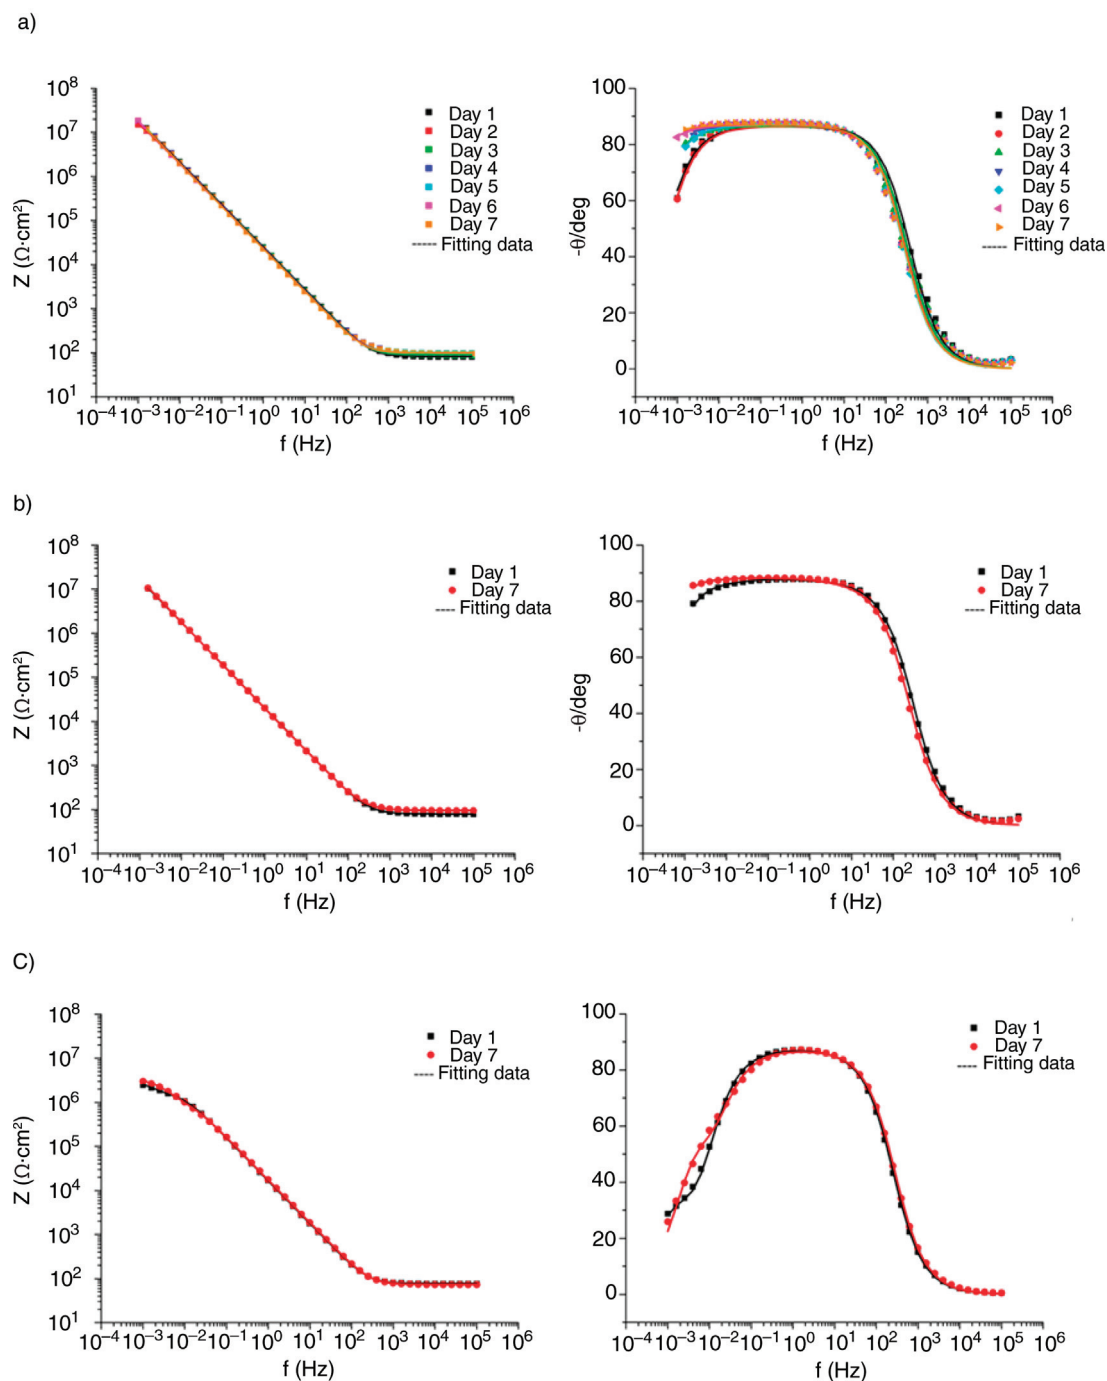 a)
Z (Ω·cm²)
10⁸
10⁷
10⁶
10⁵
10⁴
10³
10²
10¹
Day 1
Day 2
Day 3
Day 4
Day 5
Day 6
Day 7
Fitting data
10⁻⁴ 10⁻³ 10⁻² 10⁻¹ 10⁰ 10¹ 10² 10³ 10⁴ 10⁵ 10⁶
f (Hz)
-θ/deg
100
80
60
40
20
0
Day 1
Day 2
Day 3
Day 4
Day 5
Day 6
Day 7
Fitting data
10⁻⁴ 10⁻³ 10⁻² 10⁻¹ 10⁰ 10¹ 10² 10³ 10⁴ 10⁵ 10⁶
f (Hz)
b)
Z (Ω·cm²)
10⁸
10⁷
10⁶
10⁵
10⁴
10³
10²
10¹
Day 1
Day 7
Fitting data
10⁻⁴ 10⁻³ 10⁻² 10⁻¹ 10⁰ 10¹ 10² 10³ 10⁴ 10⁵ 10⁶
f (Hz)
-θ/deg
100
80
60
40
20
0
Day 1
Day 7
Fitting data
10⁻⁴ 10⁻³ 10⁻² 10⁻¹ 10⁰ 10¹ 10² 10³ 10⁴ 10⁵ 10⁶
f (Hz)
C)
Z (Ω·cm²)
10⁸
10⁷
10⁶
10⁵
10⁴
10³
10²
10¹
Day 1
Day 7
Fitting data
10⁻⁴ 10⁻³ 10⁻² 10⁻¹ 10⁰ 10¹ 10² 10³ 10⁴ 10⁵ 10⁶
f (Hz)
-θ/deg
100
80
60
40
20
0
Day 1
Day 7
Fitting data
10⁻⁴ 10⁻³ 10⁻² 10⁻¹ 10⁰ 10¹ 10² 10³ 10⁴ 10⁵ 10⁶
f (Hz)